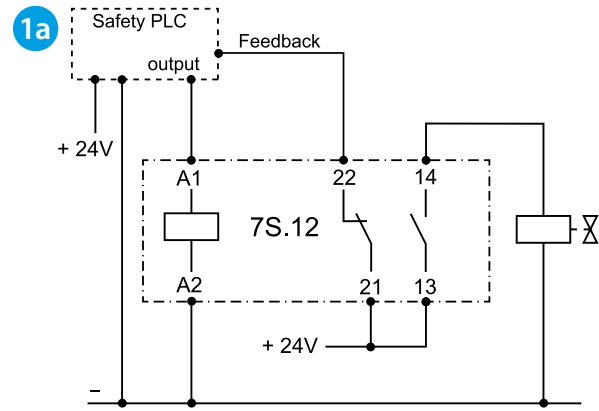 1a
Safety PLC
Feedback
output
+ 24V
A1
22
14
7S.12
A2
21
13
+ 24V
–